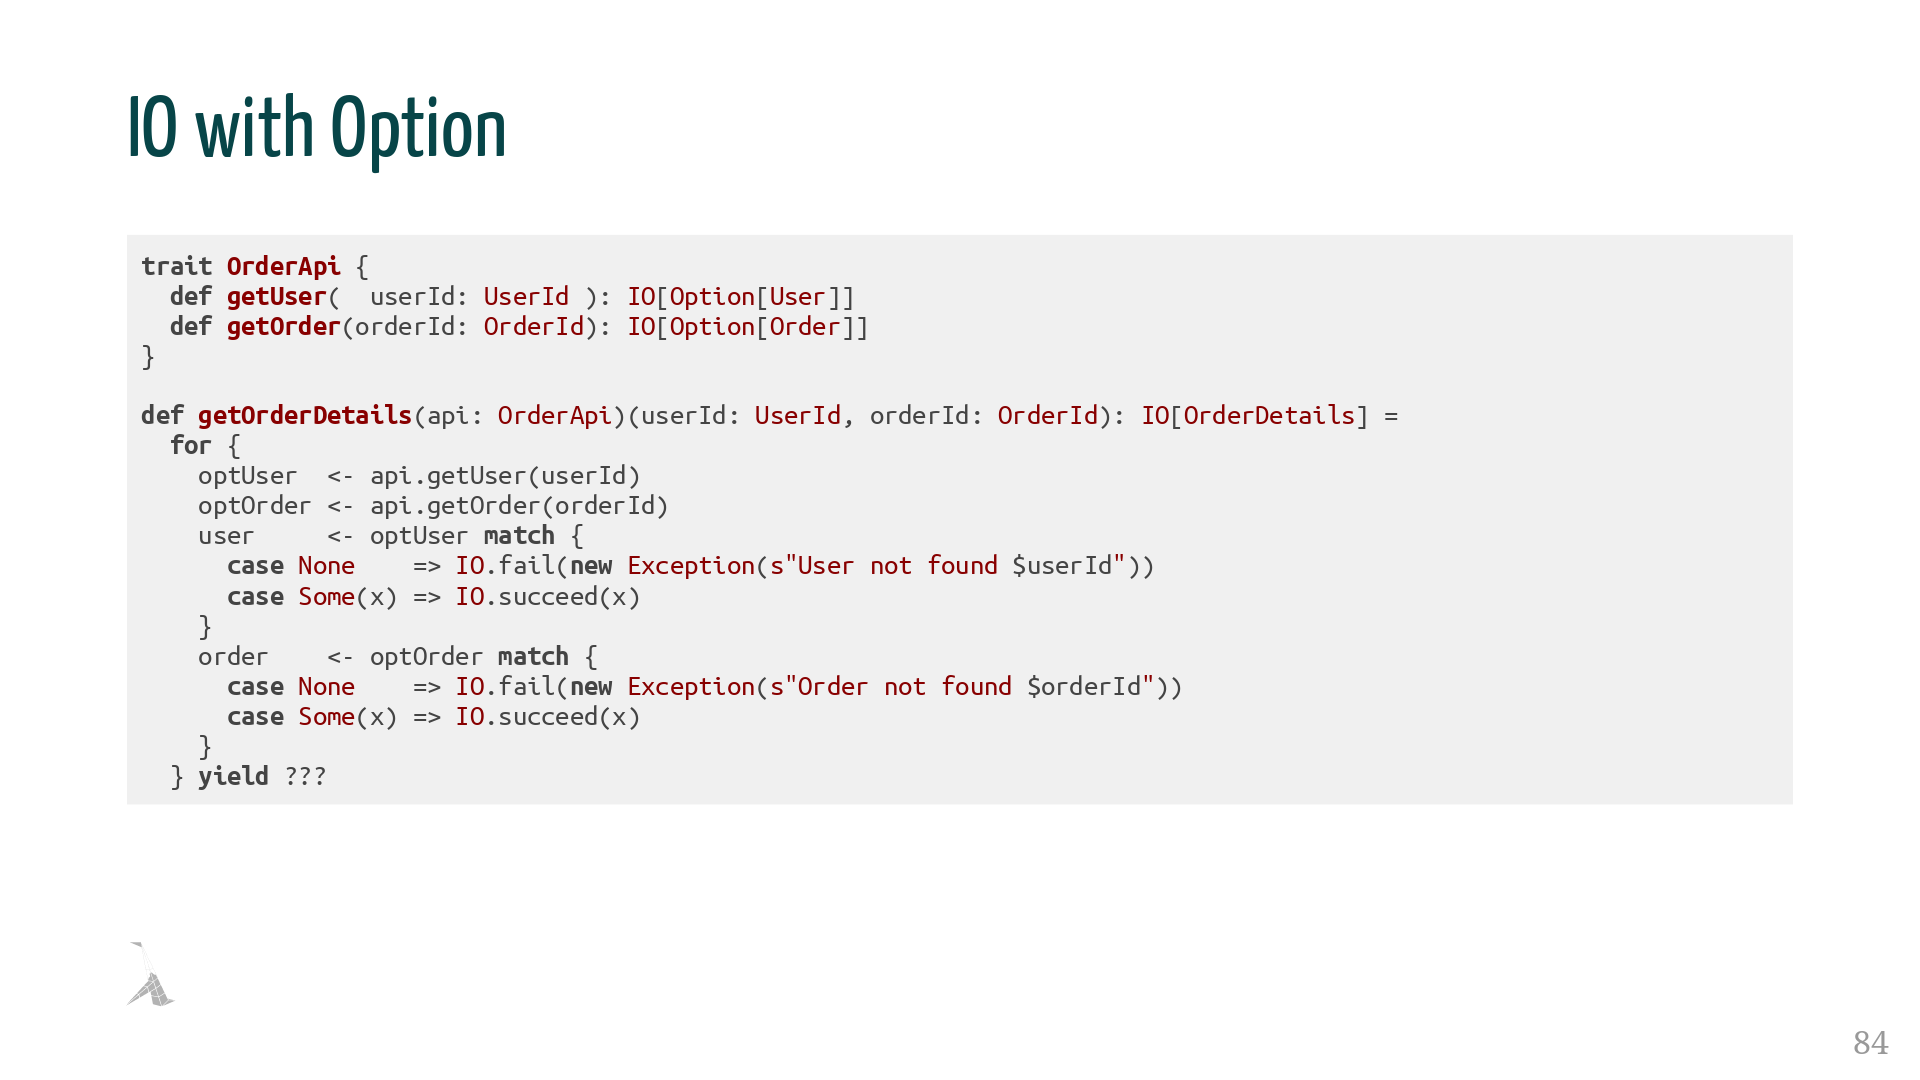 IO with Option
trait OrderApi {
  def getUser(  userId: UserId ): IO[Option[User]]
  def getOrder(orderId: OrderId): IO[Option[Order]]
}

def getOrderDetails(api: OrderApi)(userId: UserId, orderId: OrderId): IO[OrderDetails] =
  for {
    optUser  <- api.getUser(userId)
    optOrder <- api.getOrder(orderId)
    user     <- optUser match {
      case None    => IO.fail(new Exception(s"User not found $userId"))
      case Some(x) => IO.succeed(x)
    }
    order    <- optOrder match {
      case None    => IO.fail(new Exception(s"Order not found $orderId"))
      case Some(x) => IO.succeed(x)
    }
  } yield ???
84